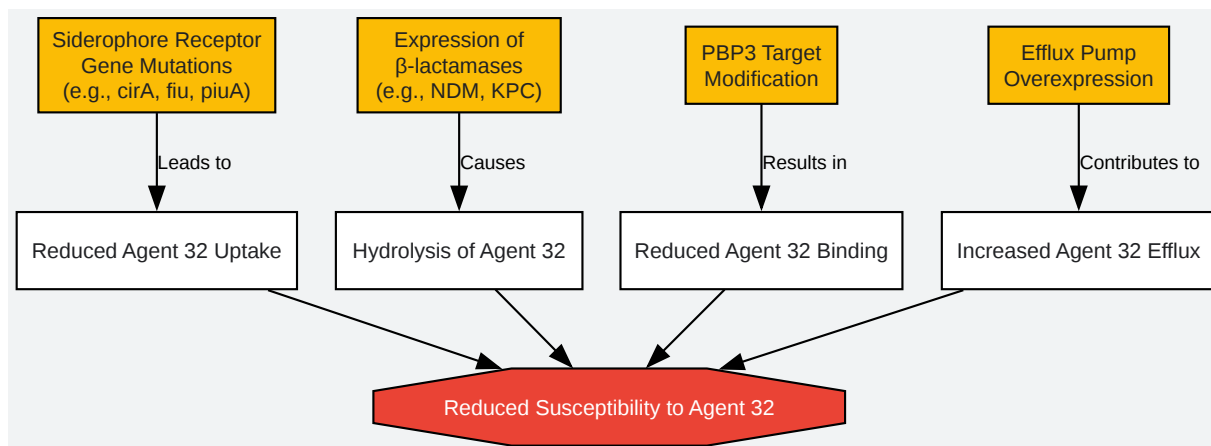 Siderophore Receptor
Gene Mutations
(e.g., cirA, fiu, piuA)
Expression of
β-lactamases
(e.g., NDM, KPC)
PBP3 Target
Modification
Efflux Pump
Overexpression
Leads to
Causes
Results in
Contributes to
Reduced Agent 32 Uptake
Hydrolysis of Agent 32
Reduced Agent 32 Binding
Increased Agent 32 Efflux
Reduced Susceptibility to Agent 32